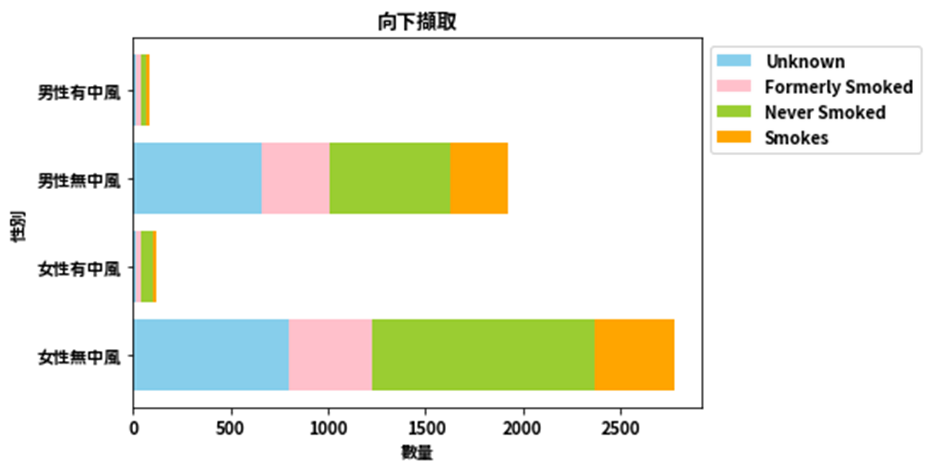 向下擷取
Unknown
Formerly Smoked
Never Smoked
Smokes
男性有中風
男性無中風
女性有中風
女性無中風
性別
0 500 1000 1500 2000 2500
數量